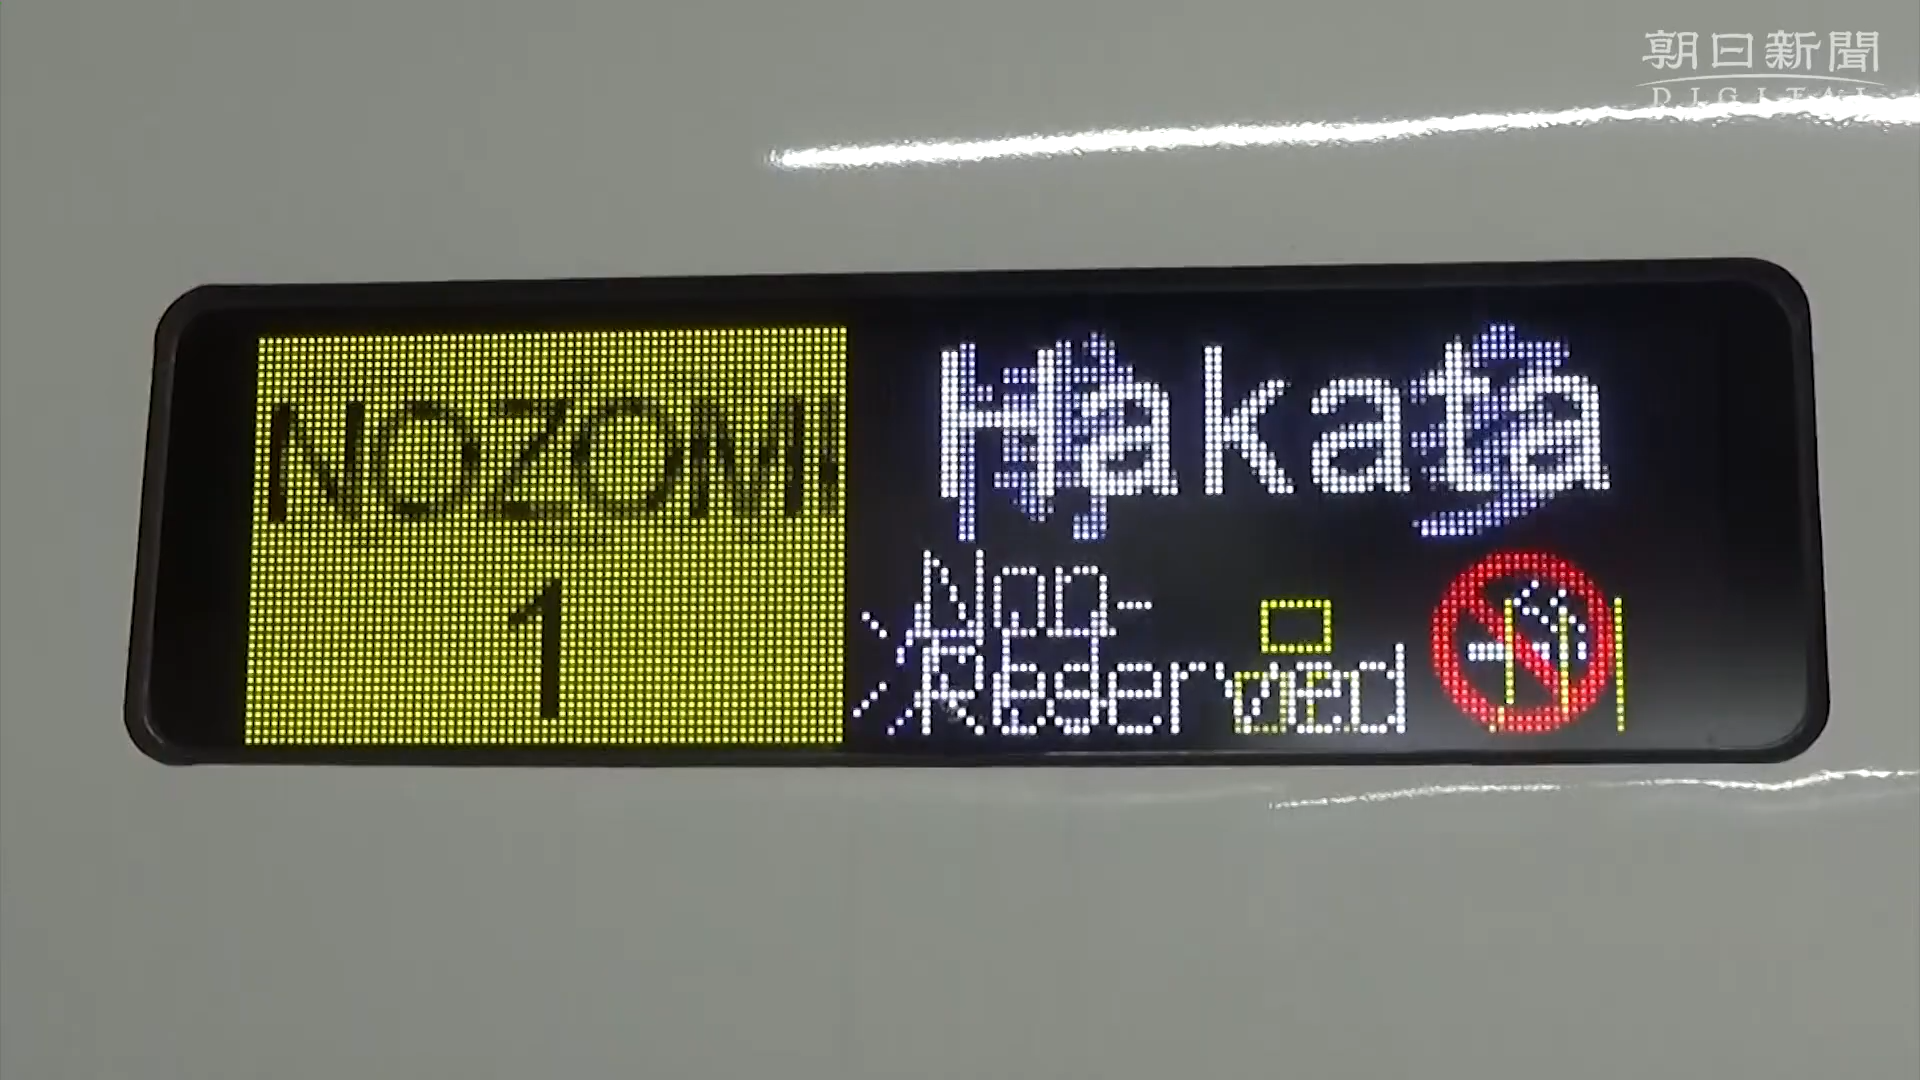 朝日新聞
DIGITAL
NOZOMI
1
Hakata
Non-
Reserved